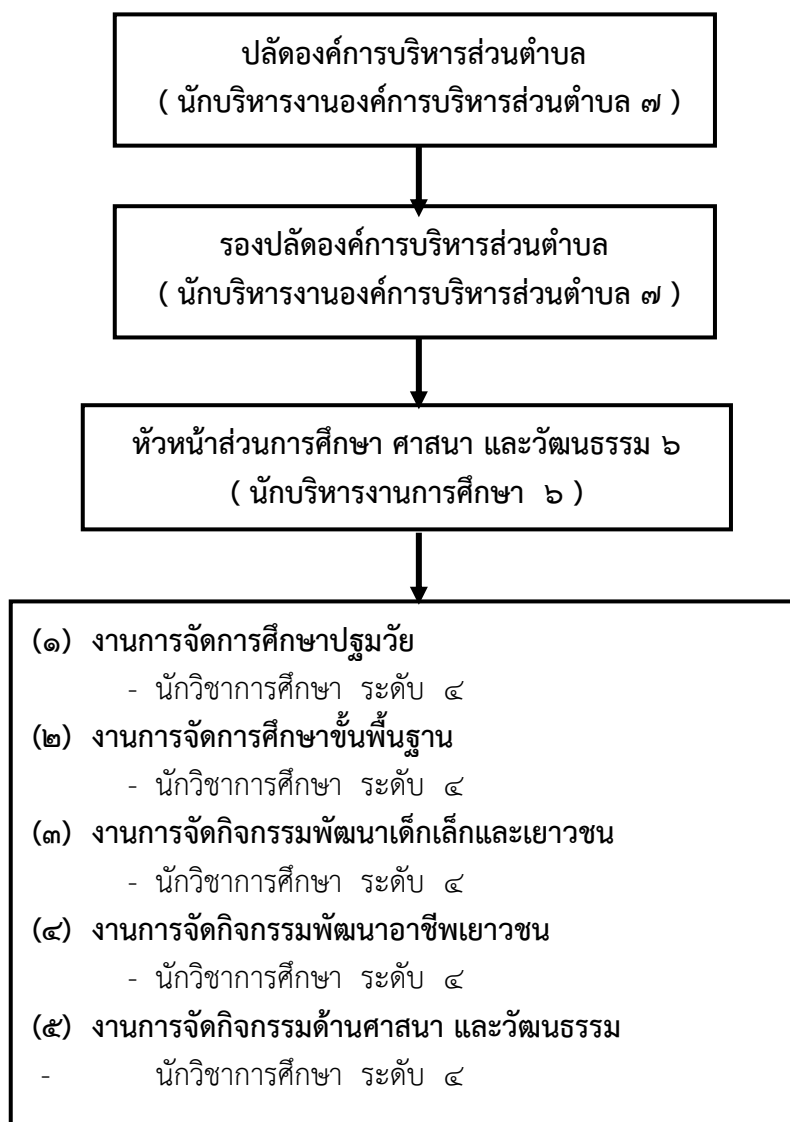 ปลัดองค์การบริหารส่วนตำบล
( นักบริหารงานองค์การบริหารส่วนตำบล ๗ )
รองปลัดองค์การบริหารส่วนตำบล
( นักบริหารงานองค์การบริหารส่วนตำบล ๗ )
หัวหน้าส่วนการศึกษา ศาสนา และวัฒนธรรม ๖
( นักบริหารงานการศึกษา ๖ )
(๑) งานการจัดการศึกษาปฐมวัย
- นักวิชาการศึกษา ระดับ ๔
(๒) งานการจัดการศึกษาขั้นพื้นฐาน
- นักวิชาการศึกษา ระดับ ๔
(๓) งานการจัดกิจกรรมพัฒนาเด็กเล็กและเยาวชน
- นักวิชาการศึกษา ระดับ ๔
(๔) งานการจัดกิจกรรมพัฒนาอาชีพเยาวชน
- นักวิชาการศึกษา ระดับ ๔
(๕) งานการจัดกิจกรรมด้านศาสนา และวัฒนธรรม
- นักวิชาการศึกษา ระดับ ๔